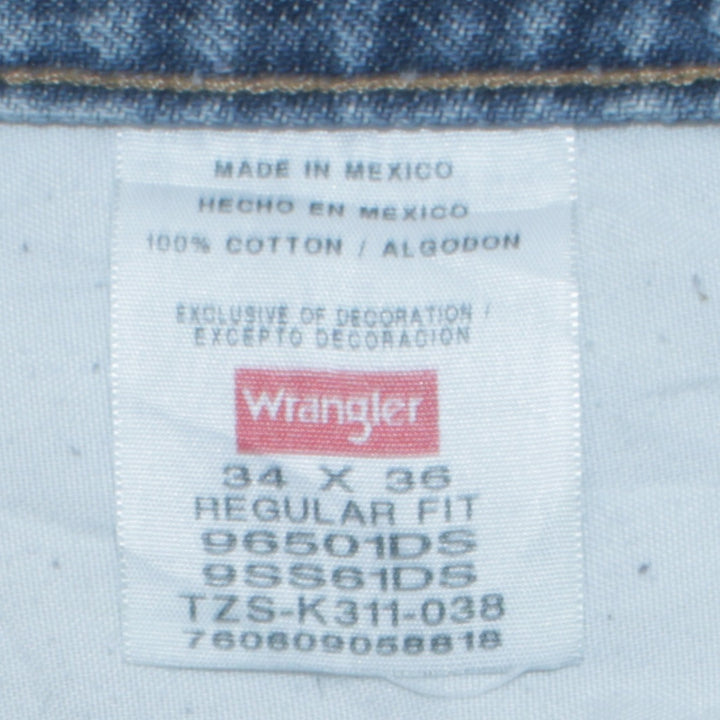 MADE IN MEXICO
HECHO EN MEXICO
100% COTTON / ALGODON
EXCLUSIVE OF DECORATION /
EXCEPTO DECORACION
Wrangler
34 X 36
REGULAR FIT
96501DS
9SS61DS
TZS-K311-038
760609058818